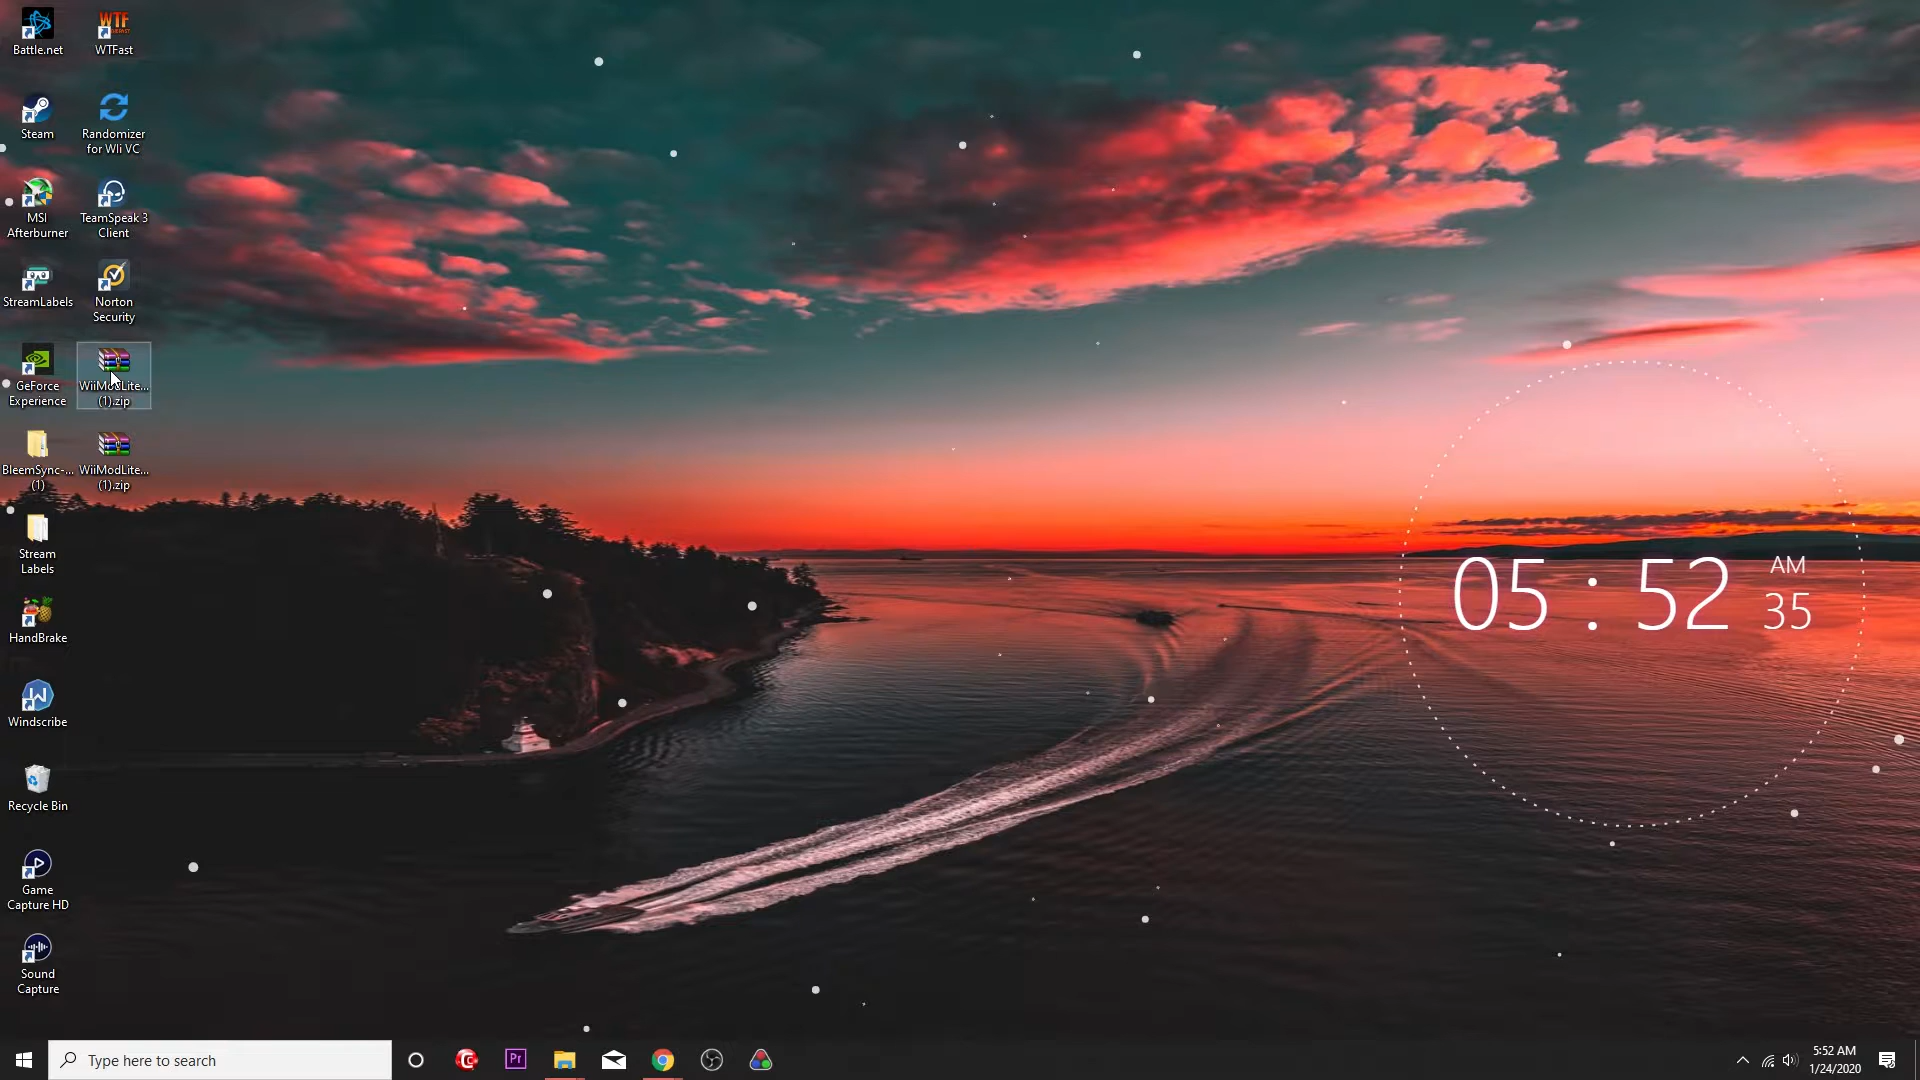 Battle.net
WTF
WTFast
Steam
Randomizer
for WIi VC
MSI
Afterburner
TeamSpeak 3
Client
StreamLabels
Norton
Security
GeForce
Experience
WiiModLite...
(1).zip
BleemSync-...
(1)
WiiModLite...
(1).zip
Stream
Labels
HandBrake
Windscribe
Recycle Bin
Game
Capture HD
Sound
Capture
05 : 52
AM
35
Type here to search
Pr
5:52 AM
1/24/2020